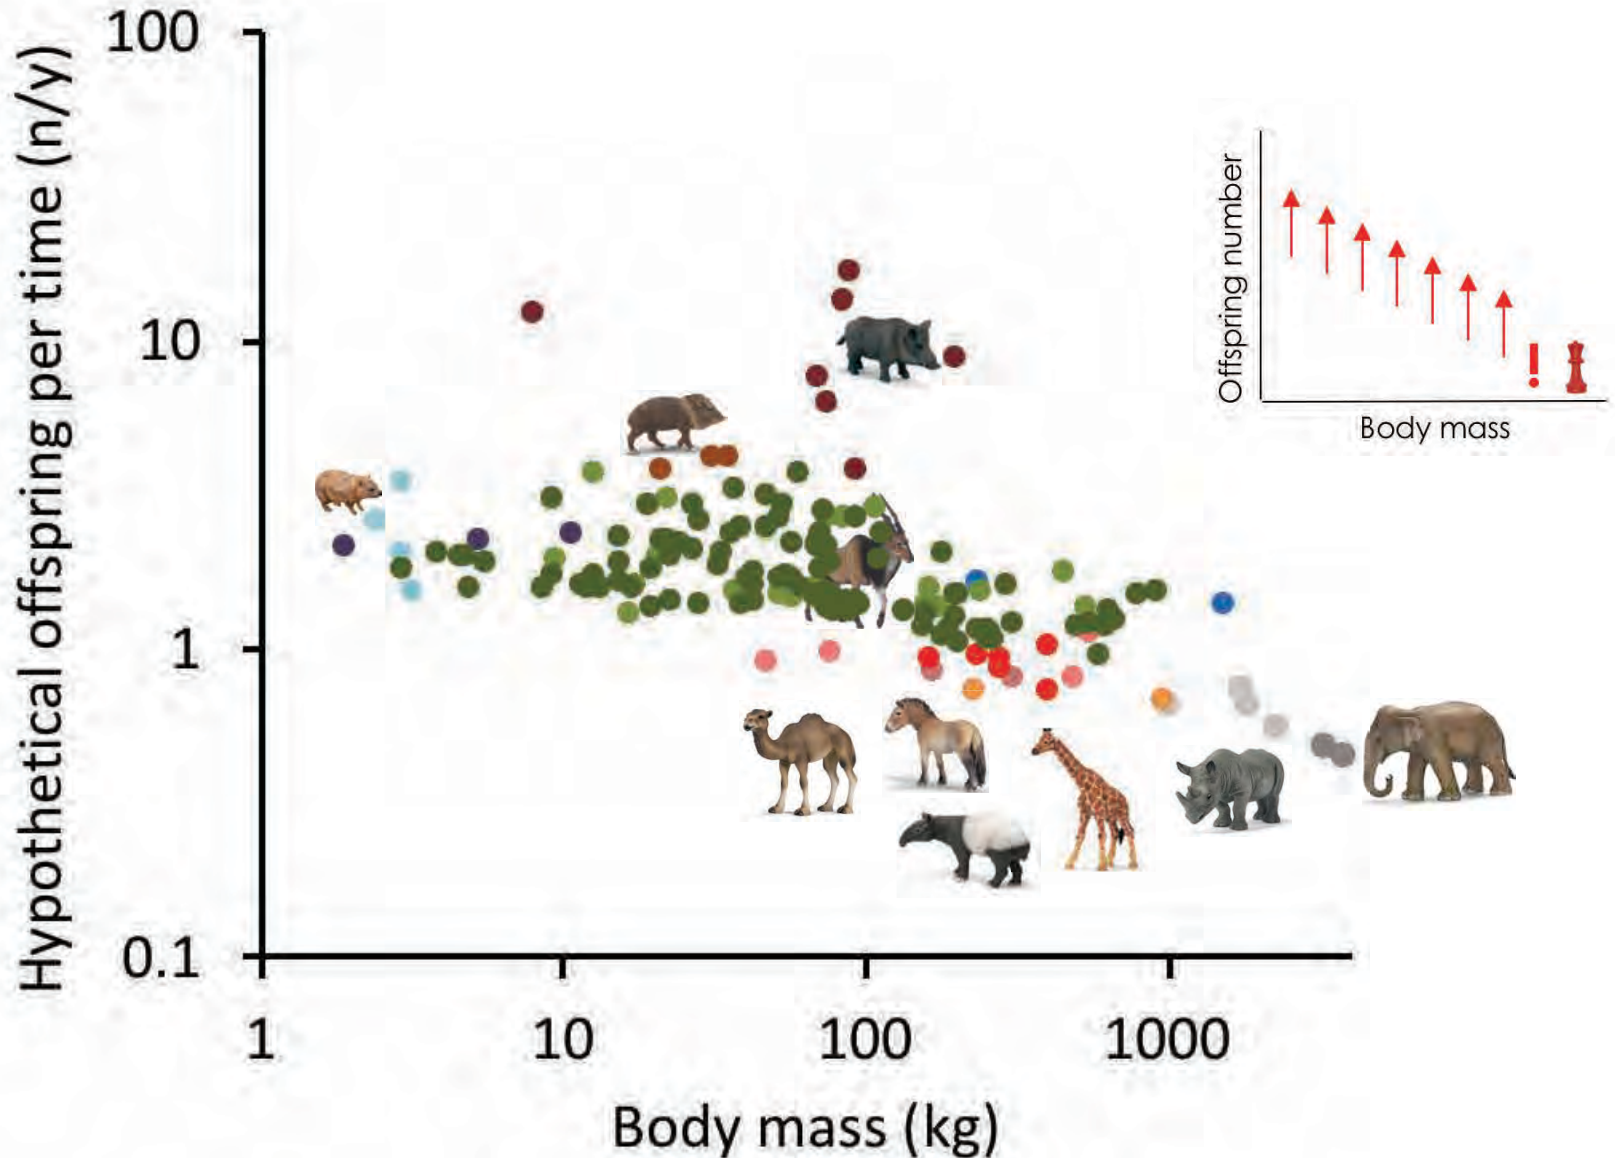 100
10
1
0.1
Hypothetical offspring per time (n/y)
1
10
100
1000
Body mass (kg)
Offspring number
Body mass